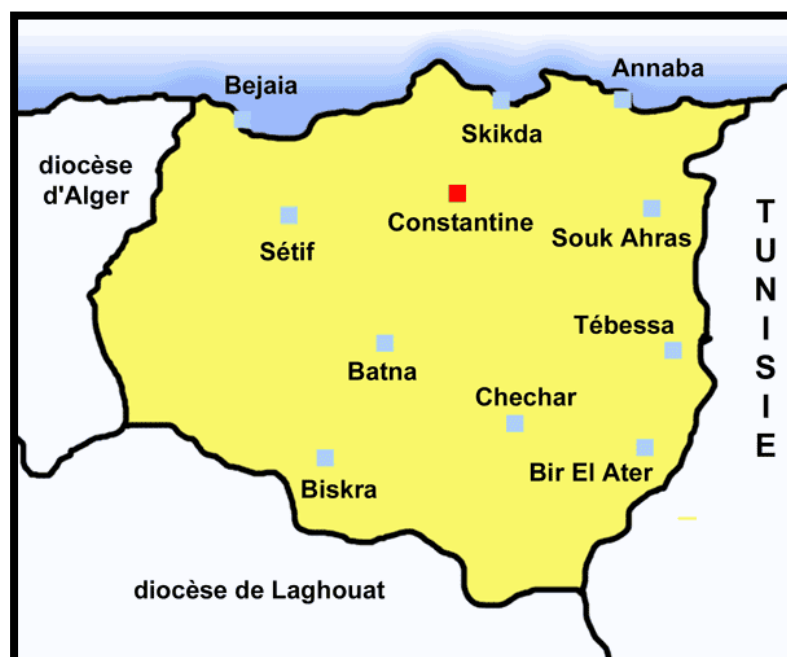 Annaba
Bejaia
Skikda
diocèse
d'Alger
Constantine
Souk Ahras
Sétif
TUNISIE
Tébessa
Batna
Chechar
Bir El Ater
Biskra
diocèse de Laghouat